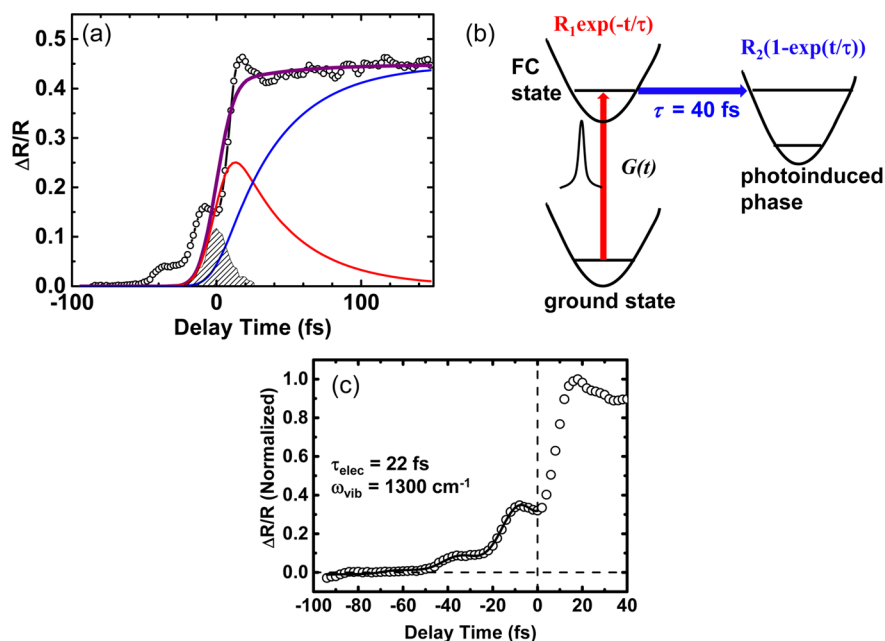 (a)
0.5
0.4
0.3
0.2
0.1
0.0
ΔR/R
-100
0
100
Delay Time (fs)
(b)
R₁exp(-t/τ)
R₂(1-exp(t/τ))
FC
state
τ = 40 fs
G(t)
photoinduced
phase
ground state
(c)
1.0
0.8
0.6
0.4
0.2
0.0
ΔR/R (Normalized)
τelec = 22 fs
ωvib = 1300 cm⁻¹
-100 -80 -60 -40 -20 0 20 40
Delay Time (fs)